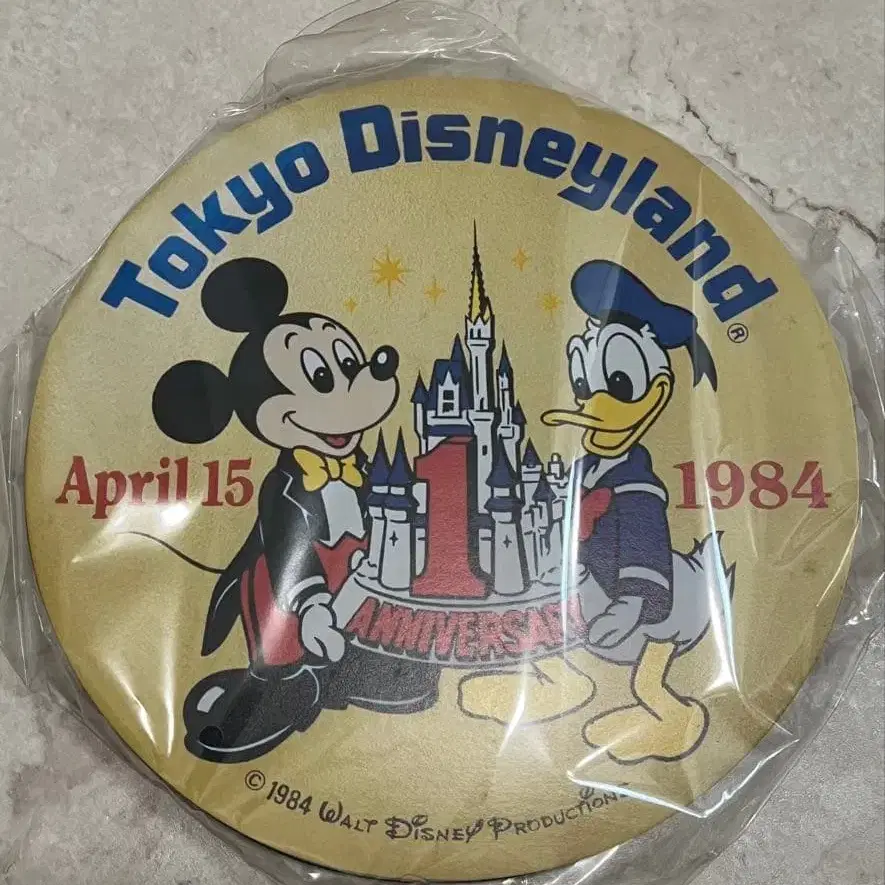 Tokyo Disneyland®
April 15
1984
1
ANNIVERSARY
© 1984 WALT DISNEY PRODUCTIONS